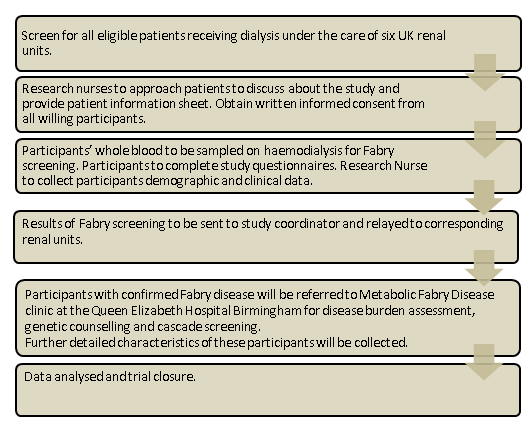 Screen for all eligible patients receiving dialysis under the care of six UK renal
units.
Research nurses to approach patients to discuss about the study and
provide patient information sheet. Obtain written informed consent from
all willing participants.
Participants' whole blood to be sampled on haemodialysis for Fabry
screening. Participants to complete study questionnaires. Research Nurse
to collect participants demographic and clinical data.
Results of Fabry screening to be sent to study coordinator and relayed to corresponding
renal units.
Participants with confirmed Fabry disease will be referred to Metabolic Fabry Disease
clinic at the Queen Elizabeth Hospital Birmingham for disease burden assessment,
genetic counselling and cascade screening.
Further detailed characteristics of these participants will be collected.
Data analysed and trial closure.